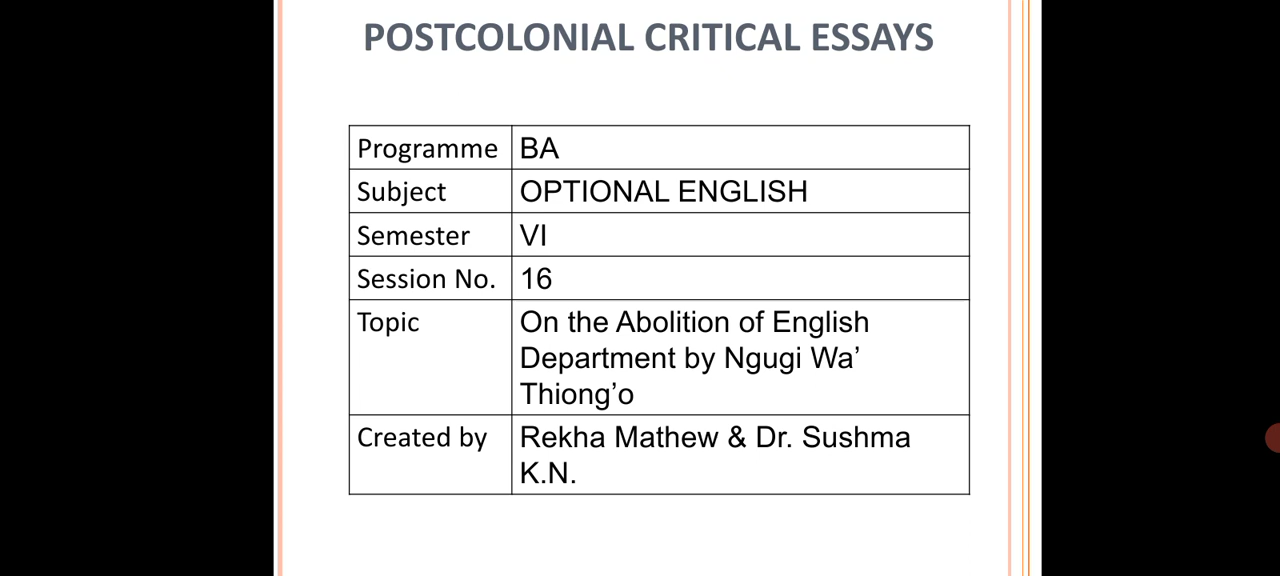 POSTCOLONIAL CRITICAL ESSAYS
Programme BA
Subject OPTIONAL ENGLISH
Semester VI
Session No. 16
Topic On the Abolition of English
Department by Ngugi Wa’
Thiong’o
Created by Rekha Mathew & Dr. Sushma
K.N.